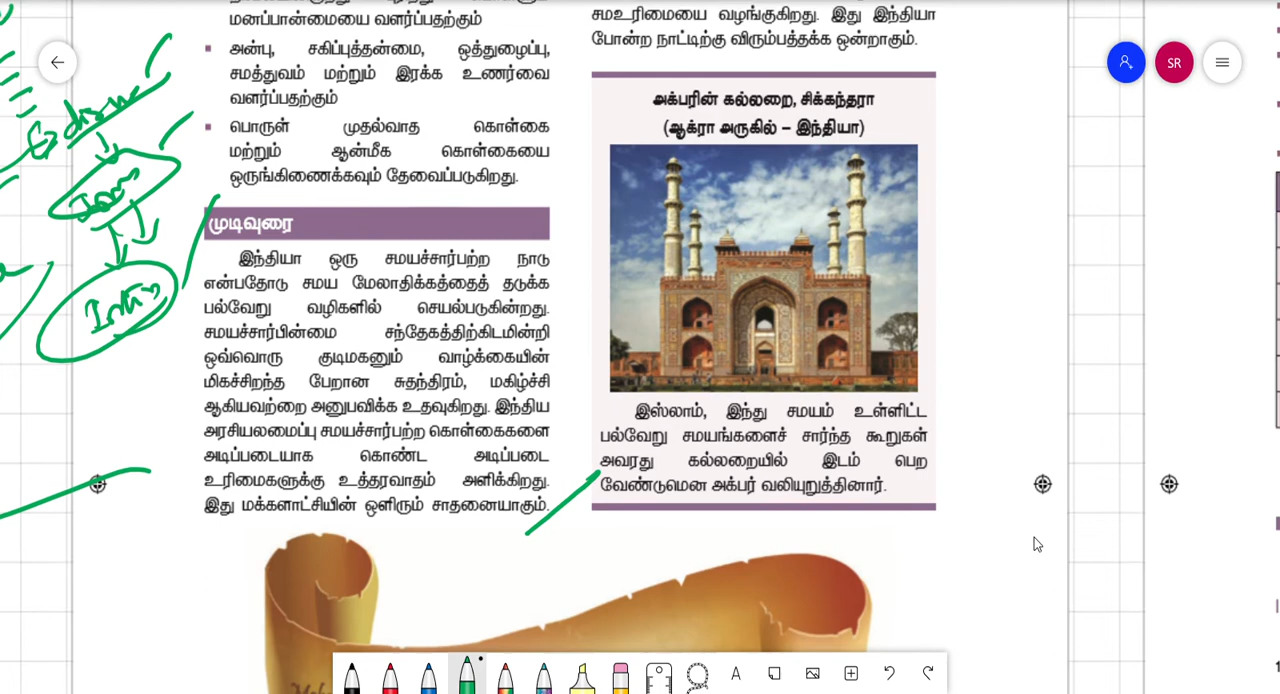 மனப்பான்மையை வளர்ப்பதற்கும்
அன்பு, சகிப்புத்தன்மை, ஒத்துழைப்பு,
சமத்துவம் மற்றும் இரக்க உணர்வை
வளர்ப்பதற்கும்
பொருள் முதல்வாத கொள்கை
மற்றும் ஆன்மீக கொள்கையை
ஒருங்கிணைக்கவும் தேவைப்படுகிறது.
முடிவுரை
இந்தியா ஒரு சமயச்சார்பற்ற நாடு
என்பதோடு சமய மேலாதிக்கத்தைத் தடுக்க
பல்வேறு வழிகளில் செயல்படுகின்றது.
சமயச்சார்பின்மை சந்தேகத்திற்கிடமின்றி
ஒவ்வொரு குடிமகனும் வாழ்க்கையின்
மிகச்சிறந்த பேறான சுதந்திரம், மகிழ்ச்சி
ஆகியவற்றை அனுபவிக்க உதவுகிறது. இந்திய
அரசியலமைப்பு சமயச்சார்பற்ற கொள்கைகளை
அடிப்படையாக கொண்ட அடிப்படை
உரிமைகளுக்கு உத்தரவாதம் அளிக்கிறது.
இது மக்களாட்சியின் ஒளிரும் சாதனையாகும்.
சமஉரிமையை வழங்குகிறது. இது இந்தியா
போன்ற நாட்டிற்கு விரும்பத்தக்க ஒன்றாகும்.
அக்பரின் கல்லறை, சிக்கந்தரா
(ஆக்ரா அருகில் – இந்தியா)
இஸ்லாம், இந்து சமயம் உள்ளிட்ட
பல்வேறு சமயங்களைச் சார்ந்த கூறுகள்
அவரது கல்லறையில் இடம் பெற
வேண்டுமென அக்பர் வலியுறுத்தினார்.
SR
A